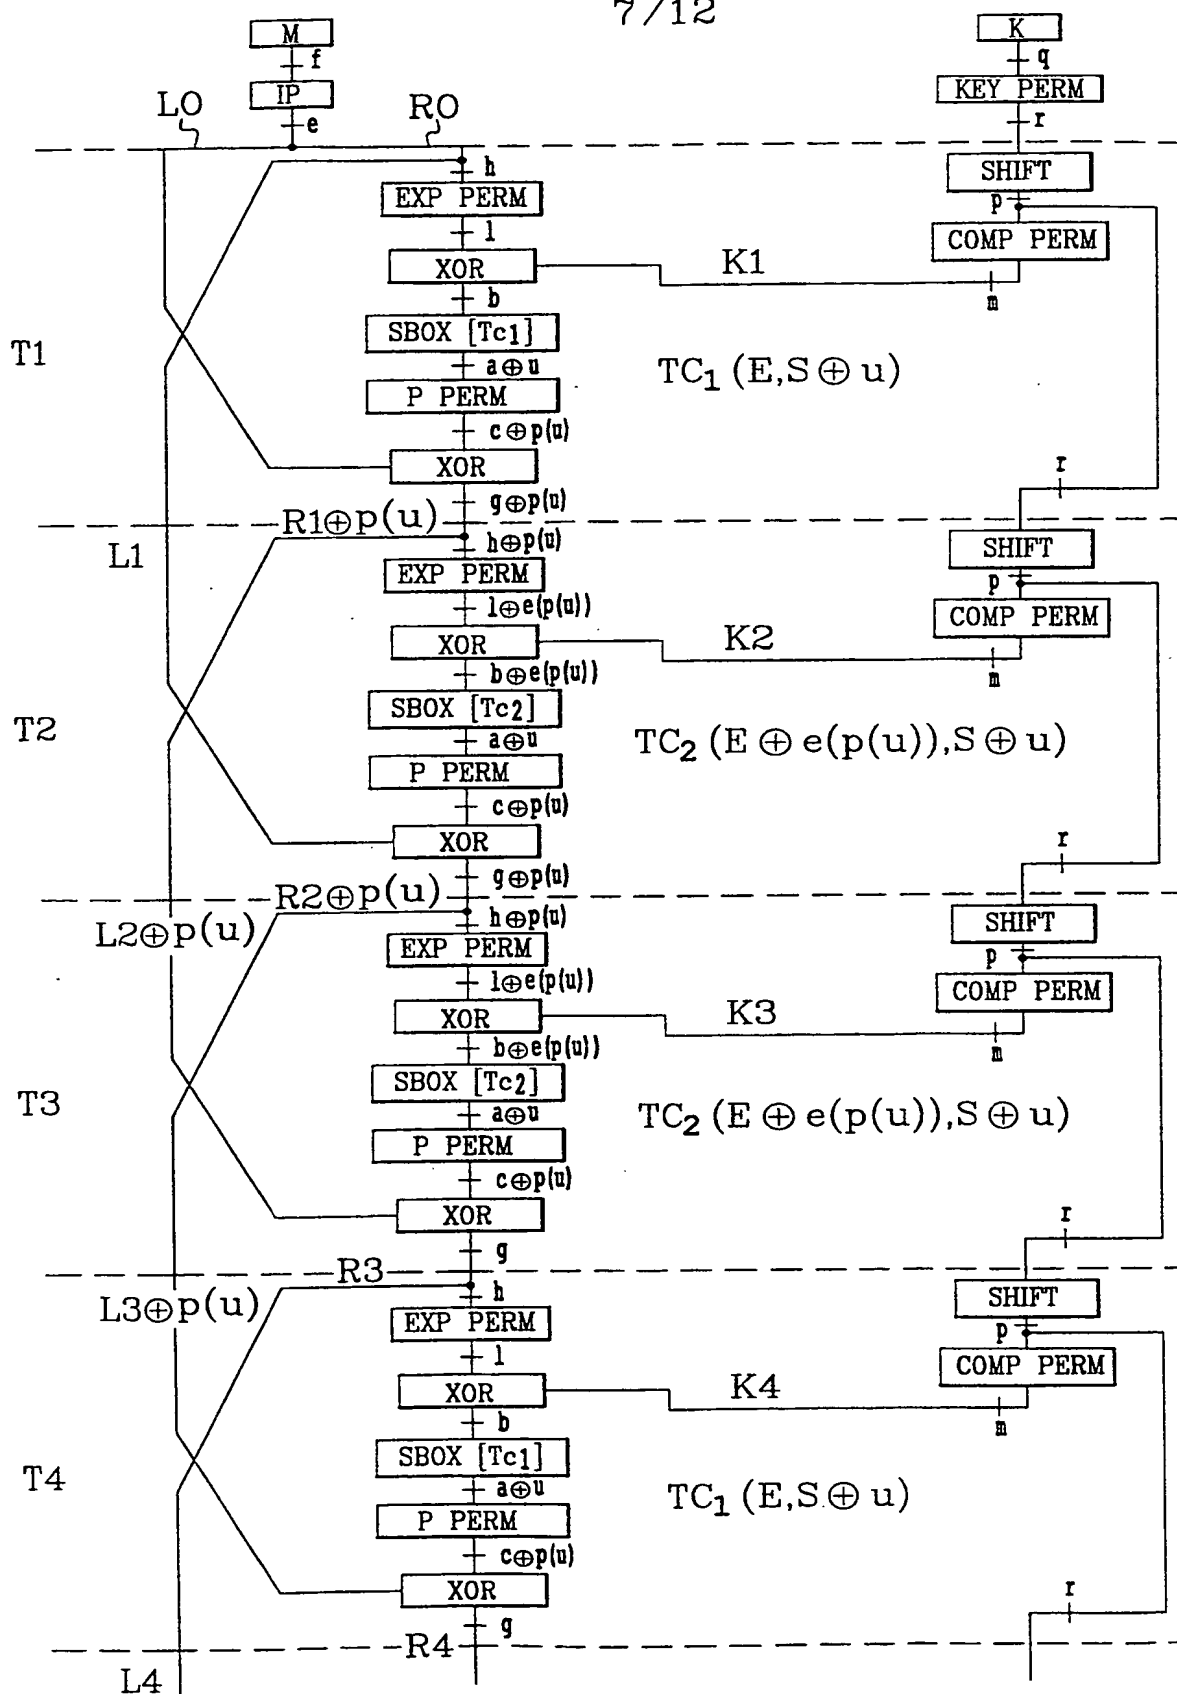 7/12
M K
f q
IP KEY PERM
L0 R0 e r
h SHIFT
EXP PERM p
l COMP PERM
XOR K1 m
b
SBOX [Tc1]
T1 a⊕u TC₁ (E,S⊕u)
P PERM
c⊕p(u)
XOR r
g⊕p(u)
R1⊕p(u)
L1 h⊕p(u) SHIFT
EXP PERM p
l⊕e(p(u)) COMP PERM
XOR K2 m
b⊕e(p(u))
SBOX [Tc2]
T2 a⊕u TC₂ (E⊕e(p(u)),S⊕u)
P PERM
c⊕p(u)
XOR r
g⊕p(u)
R2⊕p(u)
L2⊕p(u) h⊕p(u) SHIFT
EXP PERM p
l⊕e(p(u)) COMP PERM
XOR K3 m
b⊕e(p(u))
SBOX [Tc2]
T3 a⊕u TC₂ (E⊕e(p(u)),S⊕u)
P PERM
c⊕p(u)
XOR r
g
R3
L3⊕p(u) h SHIFT
EXP PERM p
l COMP PERM
XOR K4 m
b
SBOX [Tc1]
T4 a⊕u TC₁ (E,S⊕u)
P PERM
c⊕p(u)
XOR r
g
R4
L4